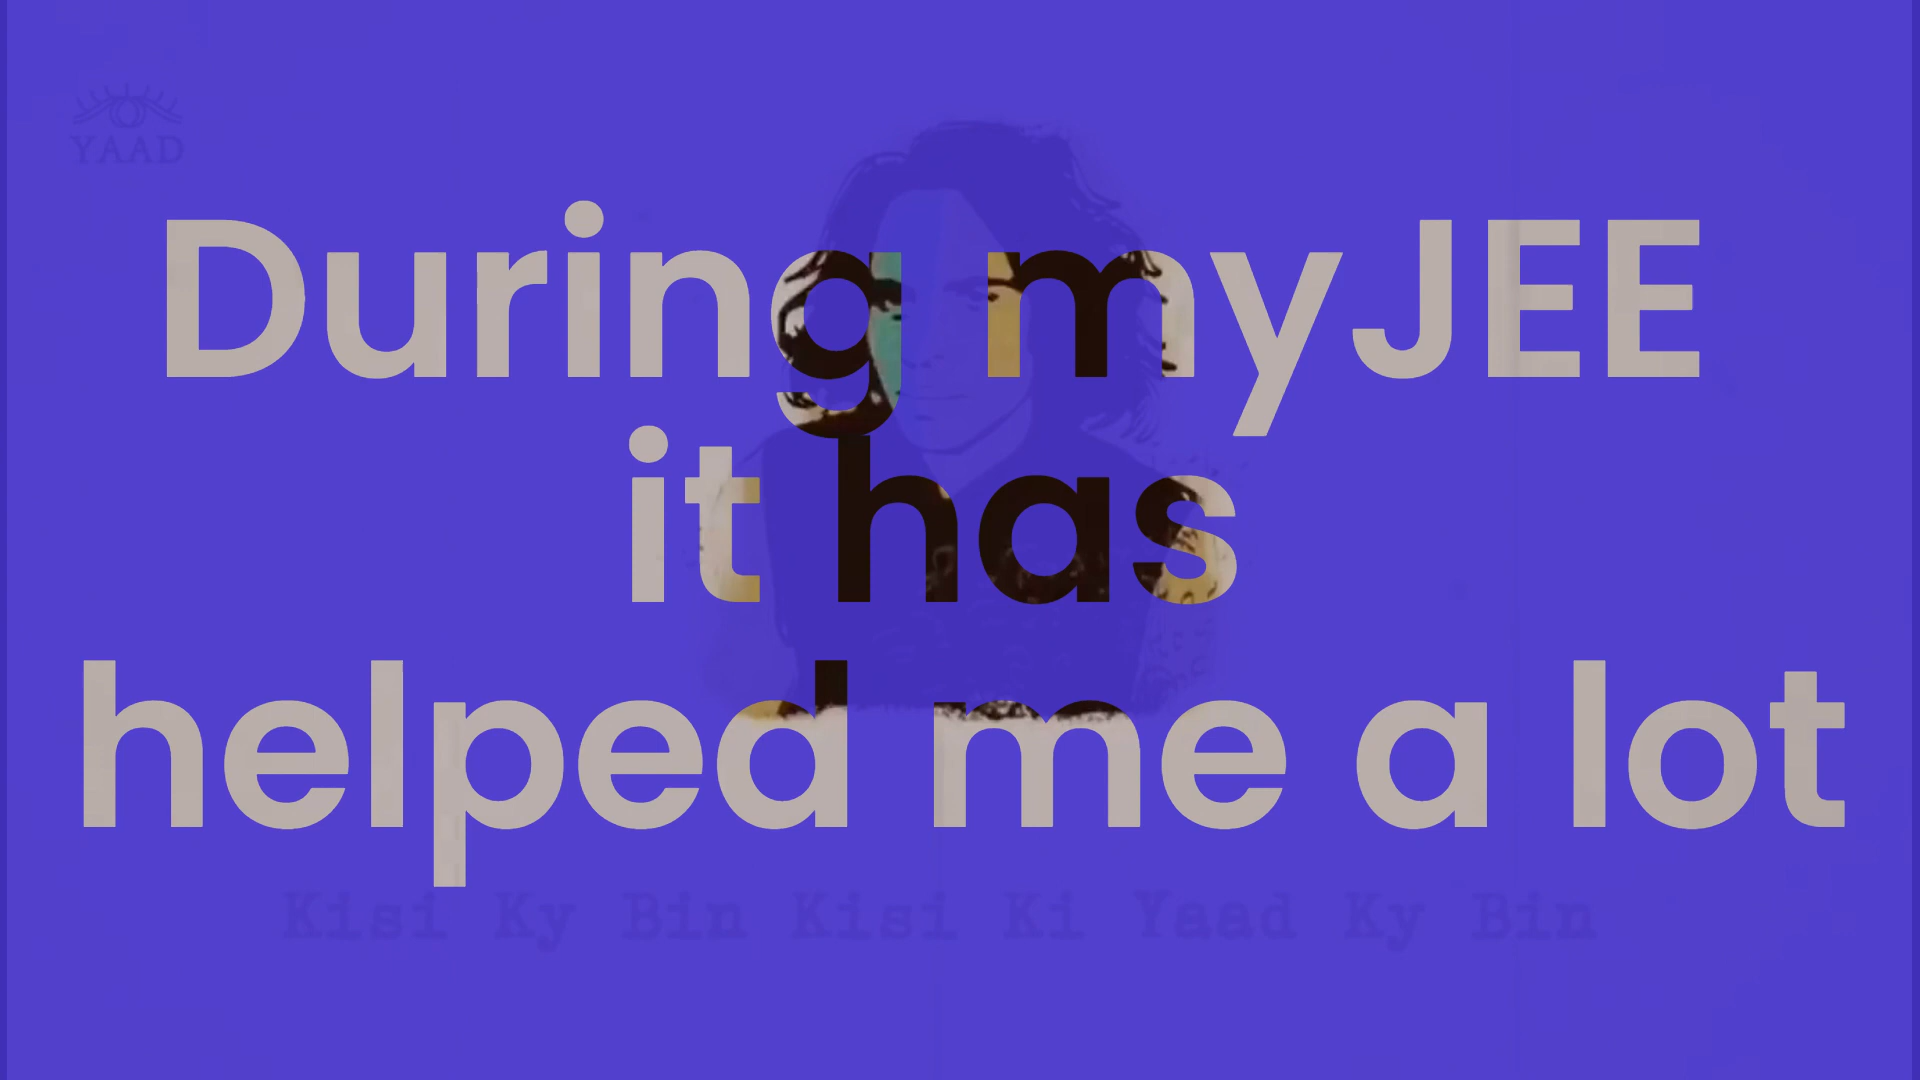 YAAD
During myJEE
it has
helped me a lot
Kisi Ky Bin Kisi Ki Yaad Ky Bin